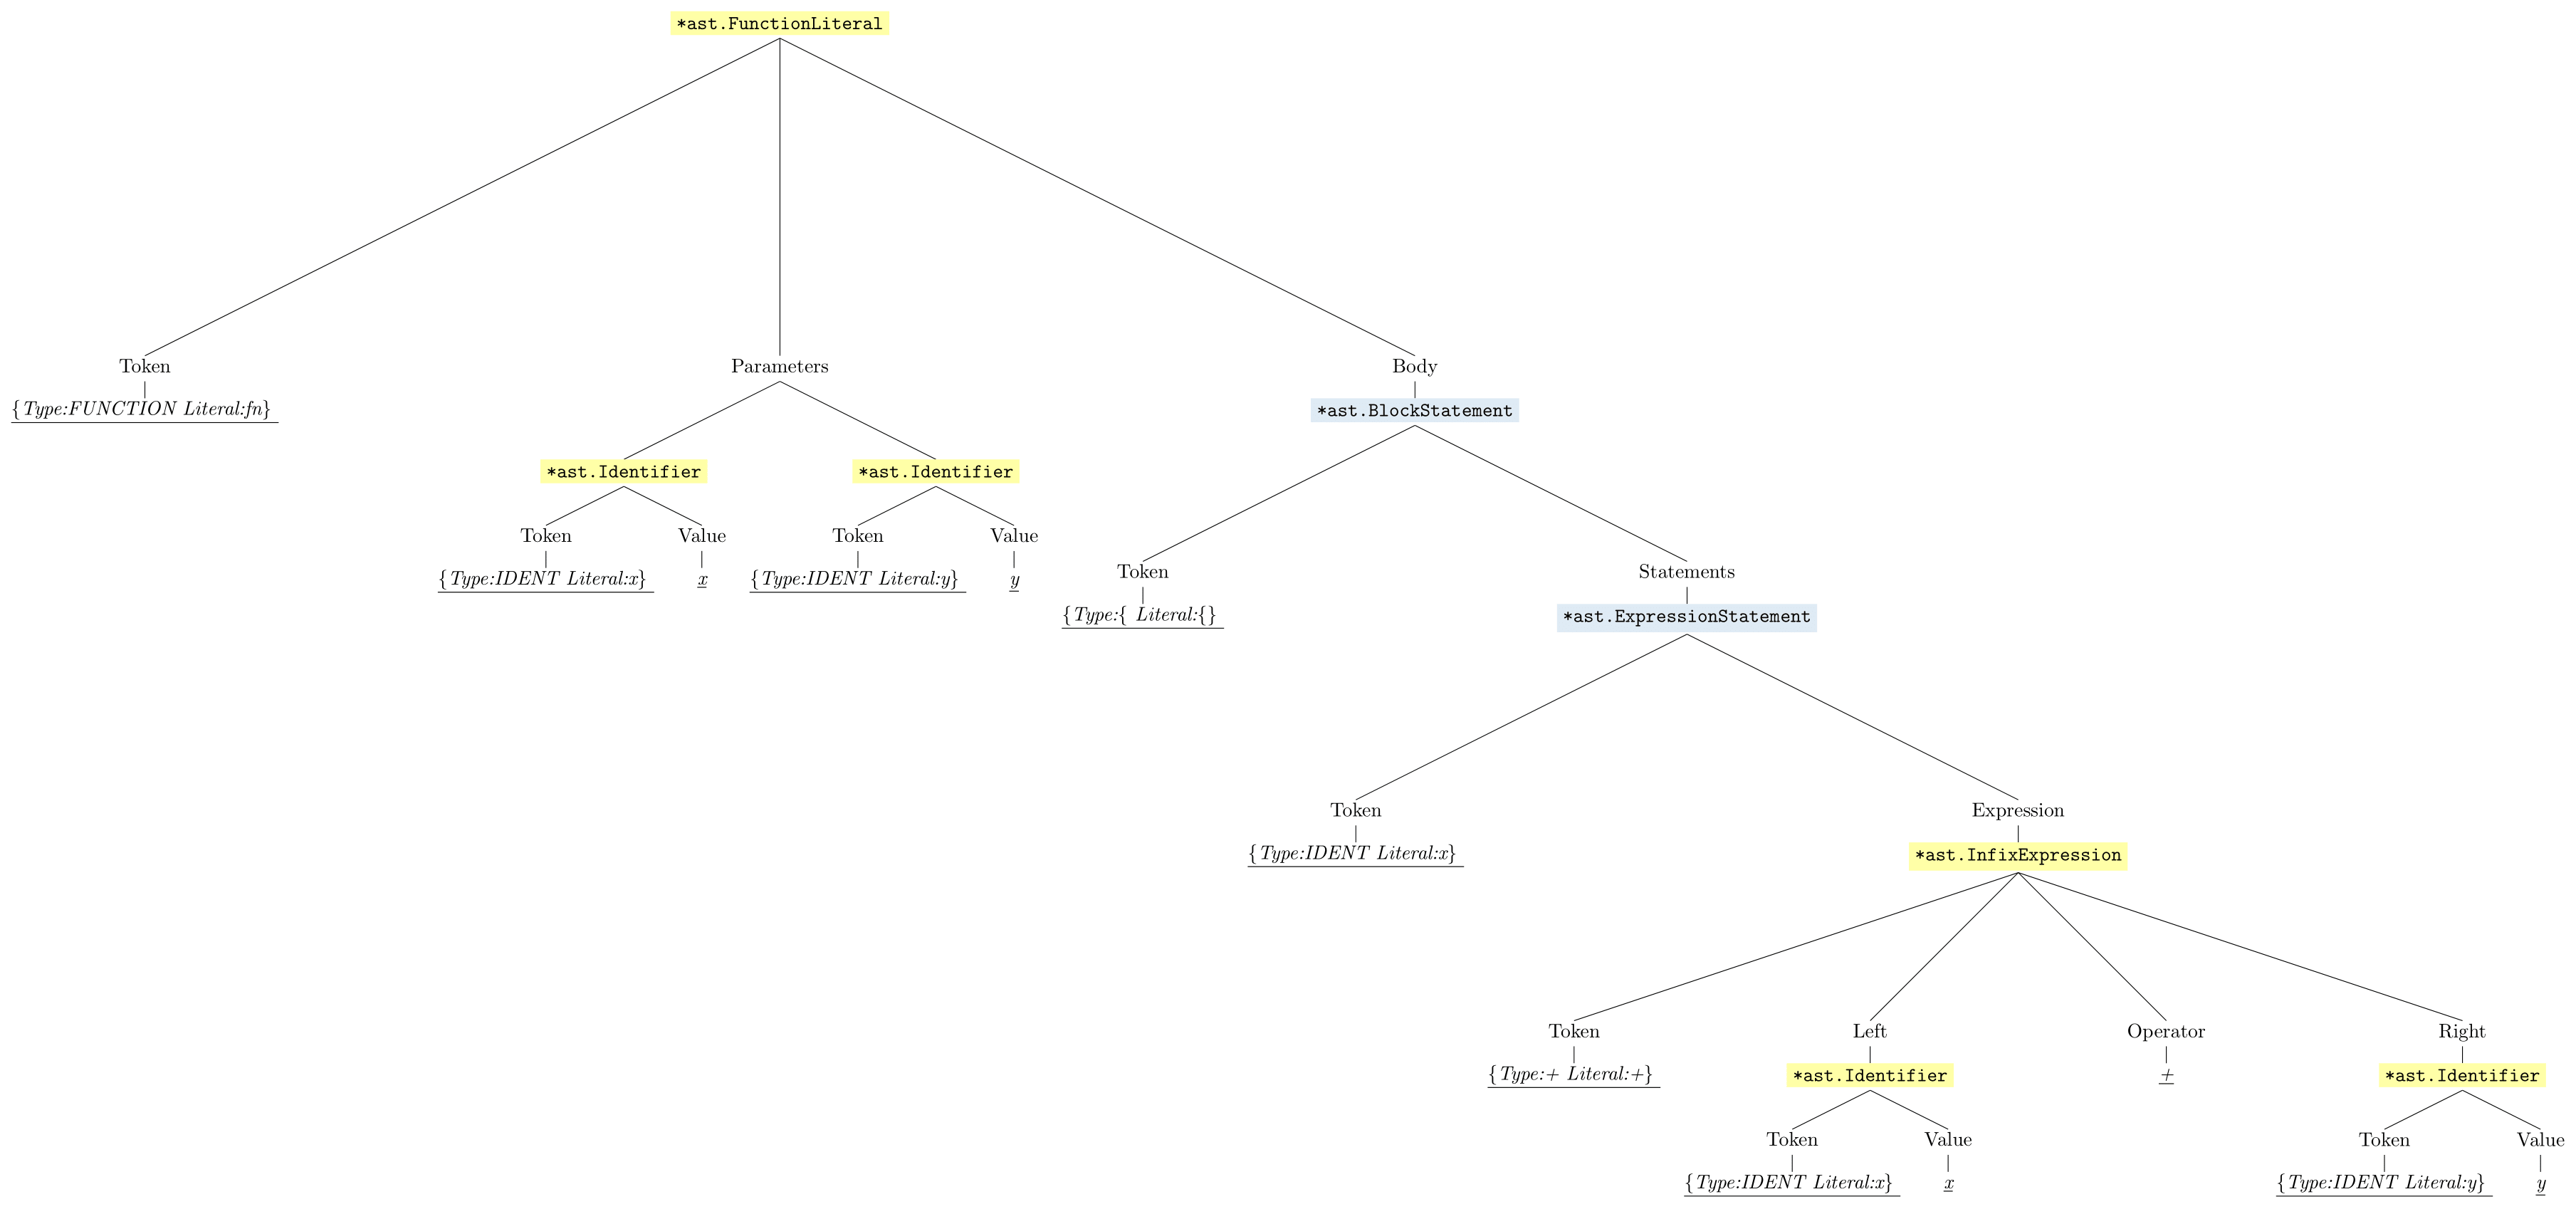 *ast.FunctionLiteral
Token Parameters Body
{Type:FUNCTION Literal:fn} *ast.BlockStatement
*ast.Identifier *ast.Identifier
Token Value Token Value
{Type:IDENT Literal:x} x {Type:IDENT Literal:y} y
Token Statements
{Type:{ Literal:{} *ast.ExpressionStatement
Token Expression
{Type:IDENT Literal:x} *ast.InfixExpression
Token Left Operator Right
{Type:+ Literal:+} *ast.Identifier + *ast.Identifier
Token Value Token Value
{Type:IDENT Literal:x} x {Type:IDENT Literal:y} y